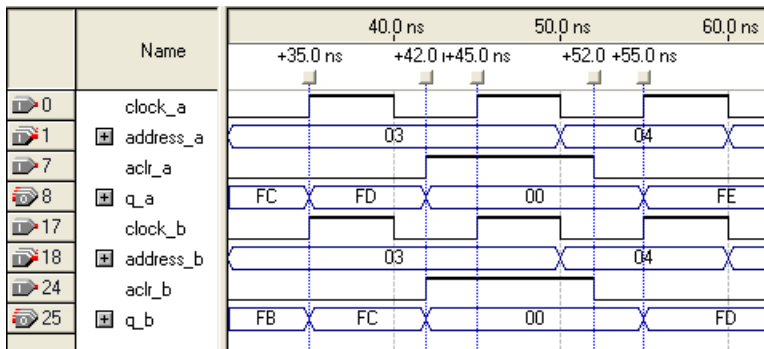 40.0 ns 50.0 ns 60.0 ns
Name +35.0 ns +42.0 +45.0 ns +52.0 +55.0 ns
0 clock_a
1 address_a 03 04
7 aclr_a
8 q_a FC FD 00 FE
17 clock_b
18 address_b 03 04
24 aclr_b
25 q_b FB FC 00 FD